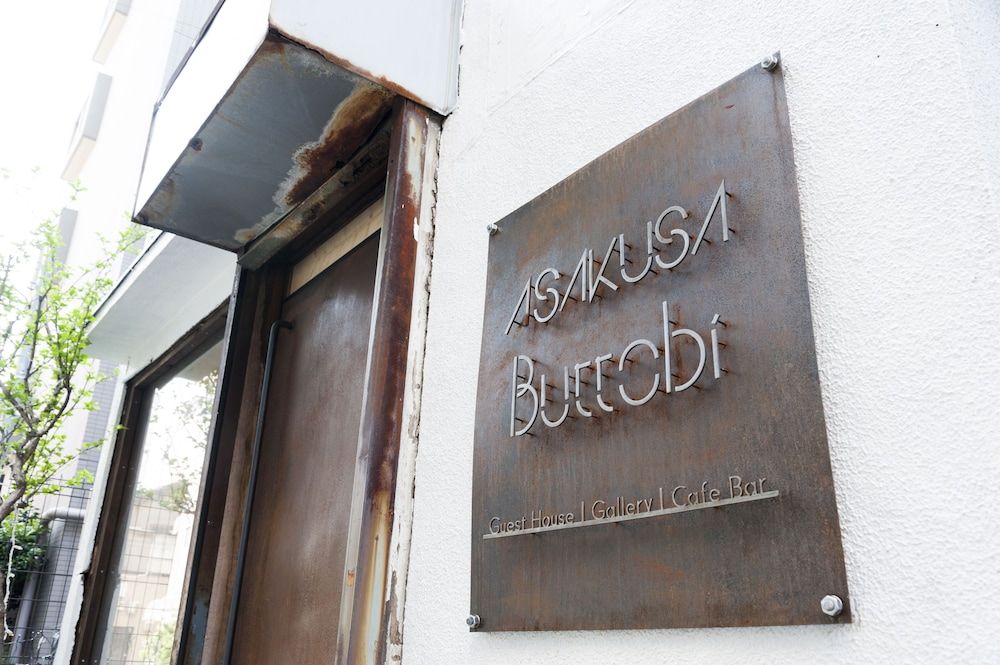 ASAKUSA
Buttobi
Guest House | Gallery | Cafe Bar